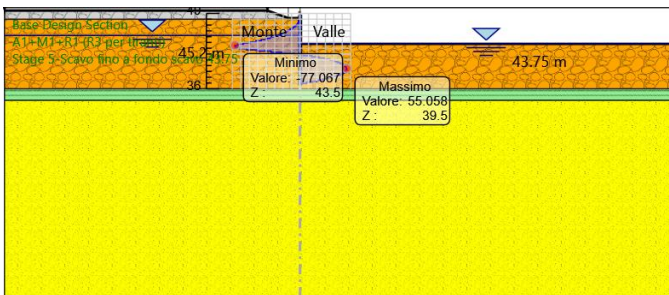 48
Base Design Section
A1+M1+R1 (R3 per tiranti)
Stage 5-Scavo fino a fondo scavo 43.75
Monte
Valle
45.2 m
36
43.75 m
Minimo
Valore: -77.067
Z : 43.5
Massimo
Valore: 55.058
Z : 39.5